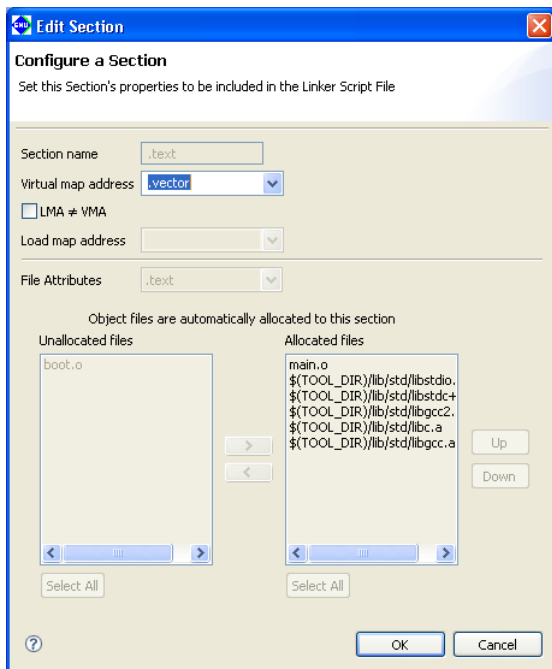 GNU Edit Section
Configure a Section
Set this Section's properties to be included in the Linker Script File
Section name .text
Virtual map address .vector
LMA ≠ VMA
Load map address
File Attributes .text
Object files are automatically allocated to this section
Unallocated files Allocated files
boot.o main.o
$(TOOL_DIR)/lib/std/libstdio.
$(TOOL_DIR)/lib/std/libstdc+
$(TOOL_DIR)/lib/std/libgcc2.
$(TOOL_DIR)/lib/std/libc.a
$(TOOL_DIR)/lib/std/libgcc.a
> Up
< Down
Select All Select All
? OK Cancel